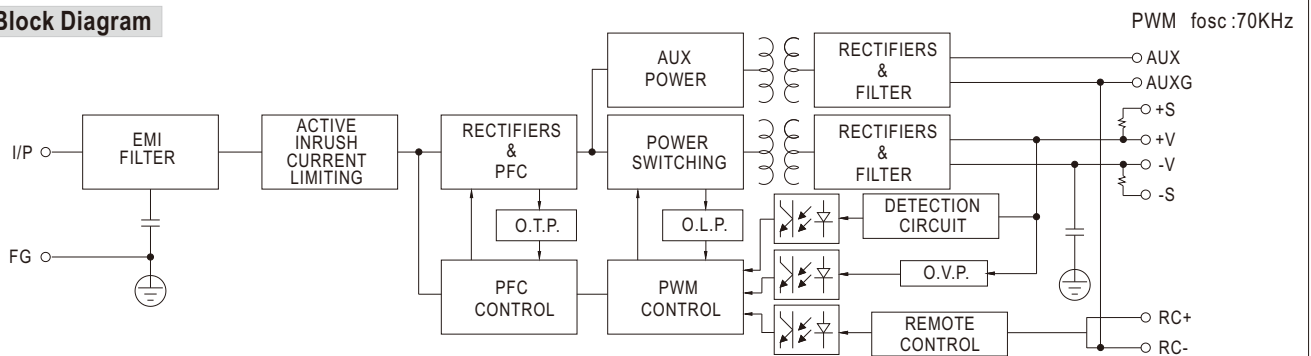 Block Diagram
PWM fosc:70KHz
AUX
POWER
RECTIFIERS
&
FILTER
AUX
AUXG
+S
I/P
EMI
FILTER
ACTIVE
INRUSH
CURRENT
LIMITING
RECTIFIERS
&
PFC
POWER
SWITCHING
RECTIFIERS
&
FILTER
+V
-V
-S
O.T.P.
O.L.P.
DETECTION
CIRCUIT
FG
PFC
CONTROL
PWM
CONTROL
O.V.P.
REMOTE
CONTROL
RC+
RC-